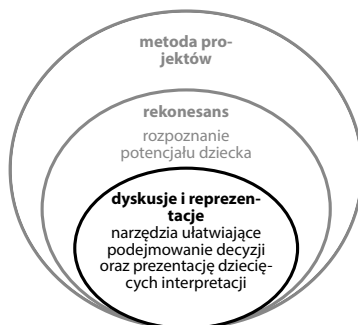 metoda pro-
jektów
rekonesans
rozpoznanie
potencjału dziecka
dyskusje i reprezen-
tacje
narzędzia ułatwiające
podejmowanie decyzji
oraz prezentację dziecię-
cych interpretacji